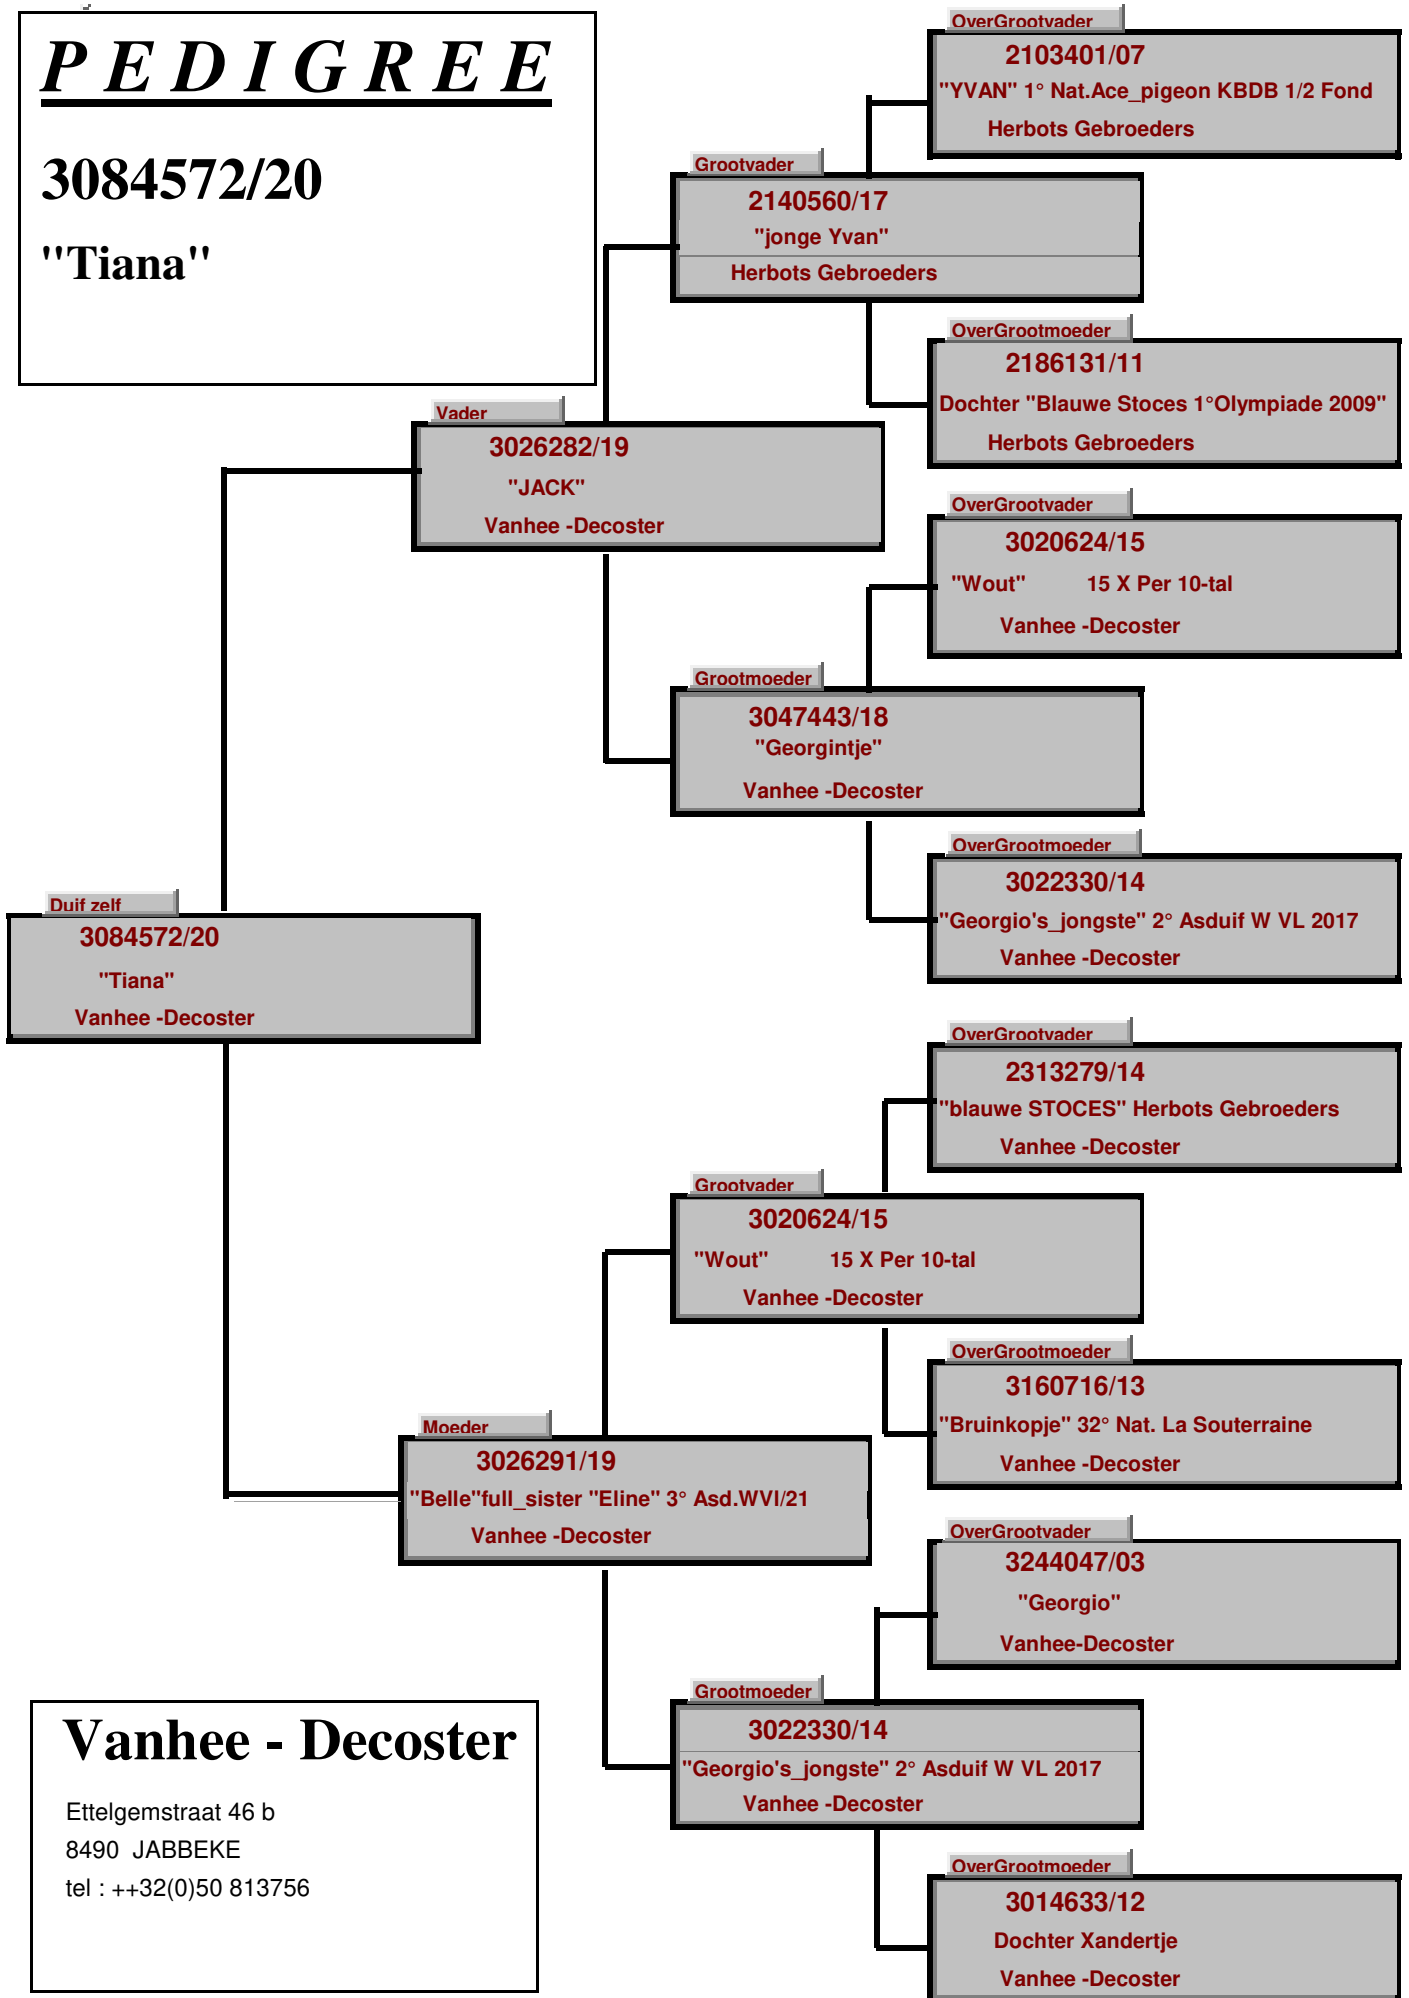 P E D I G R E E
3084572/20
"Tiana"
OverGrootvader
2103401/07
"YVAN" 1° Nat.Ace_pigeon KBDB 1/2 Fond
Herbots Gebroeders
Grootvader
2140560/17
"jonge Yvan"
Herbots Gebroeders
OverGrootmoeder
2186131/11
Dochter "Blauwe Stoces 1°Olympiade 2009"
Herbots Gebroeders
Vader
3026282/19
"JACK"
Vanhee -Decoster
OverGrootvader
3020624/15
"Wout" 15 X Per 10-tal
Vanhee -Decoster
Grootmoeder
3047443/18
"Georgintje"
Vanhee -Decoster
OverGrootmoeder
3022330/14
"Georgio's_jongste" 2° Asduif W VL 2017
Vanhee -Decoster
Duif zelf
3084572/20
"Tiana"
Vanhee -Decoster
OverGrootvader
2313279/14
"blauwe STOCES" Herbots Gebroeders
Vanhee -Decoster
Grootvader
3020624/15
"Wout" 15 X Per 10-tal
Vanhee -Decoster
OverGrootmoeder
3160716/13
"Bruinkopje" 32° Nat. La Souterraine
Vanhee -Decoster
Moeder
3026291/19
"Belle"full_sister "Eline" 3° Asd.WVl/21
Vanhee -Decoster
OverGrootvader
3244047/03
"Georgio"
Vanhee-Decoster
Grootmoeder
3022330/14
"Georgio's_jongste" 2° Asduif W VL 2017
Vanhee -Decoster
OverGrootmoeder
3014633/12
Dochter Xandertje
Vanhee -Decoster
Vanhee - Decoster
Ettelgemstraat 46 b
8490 JABBEKE
tel : ++32(0)50 813756